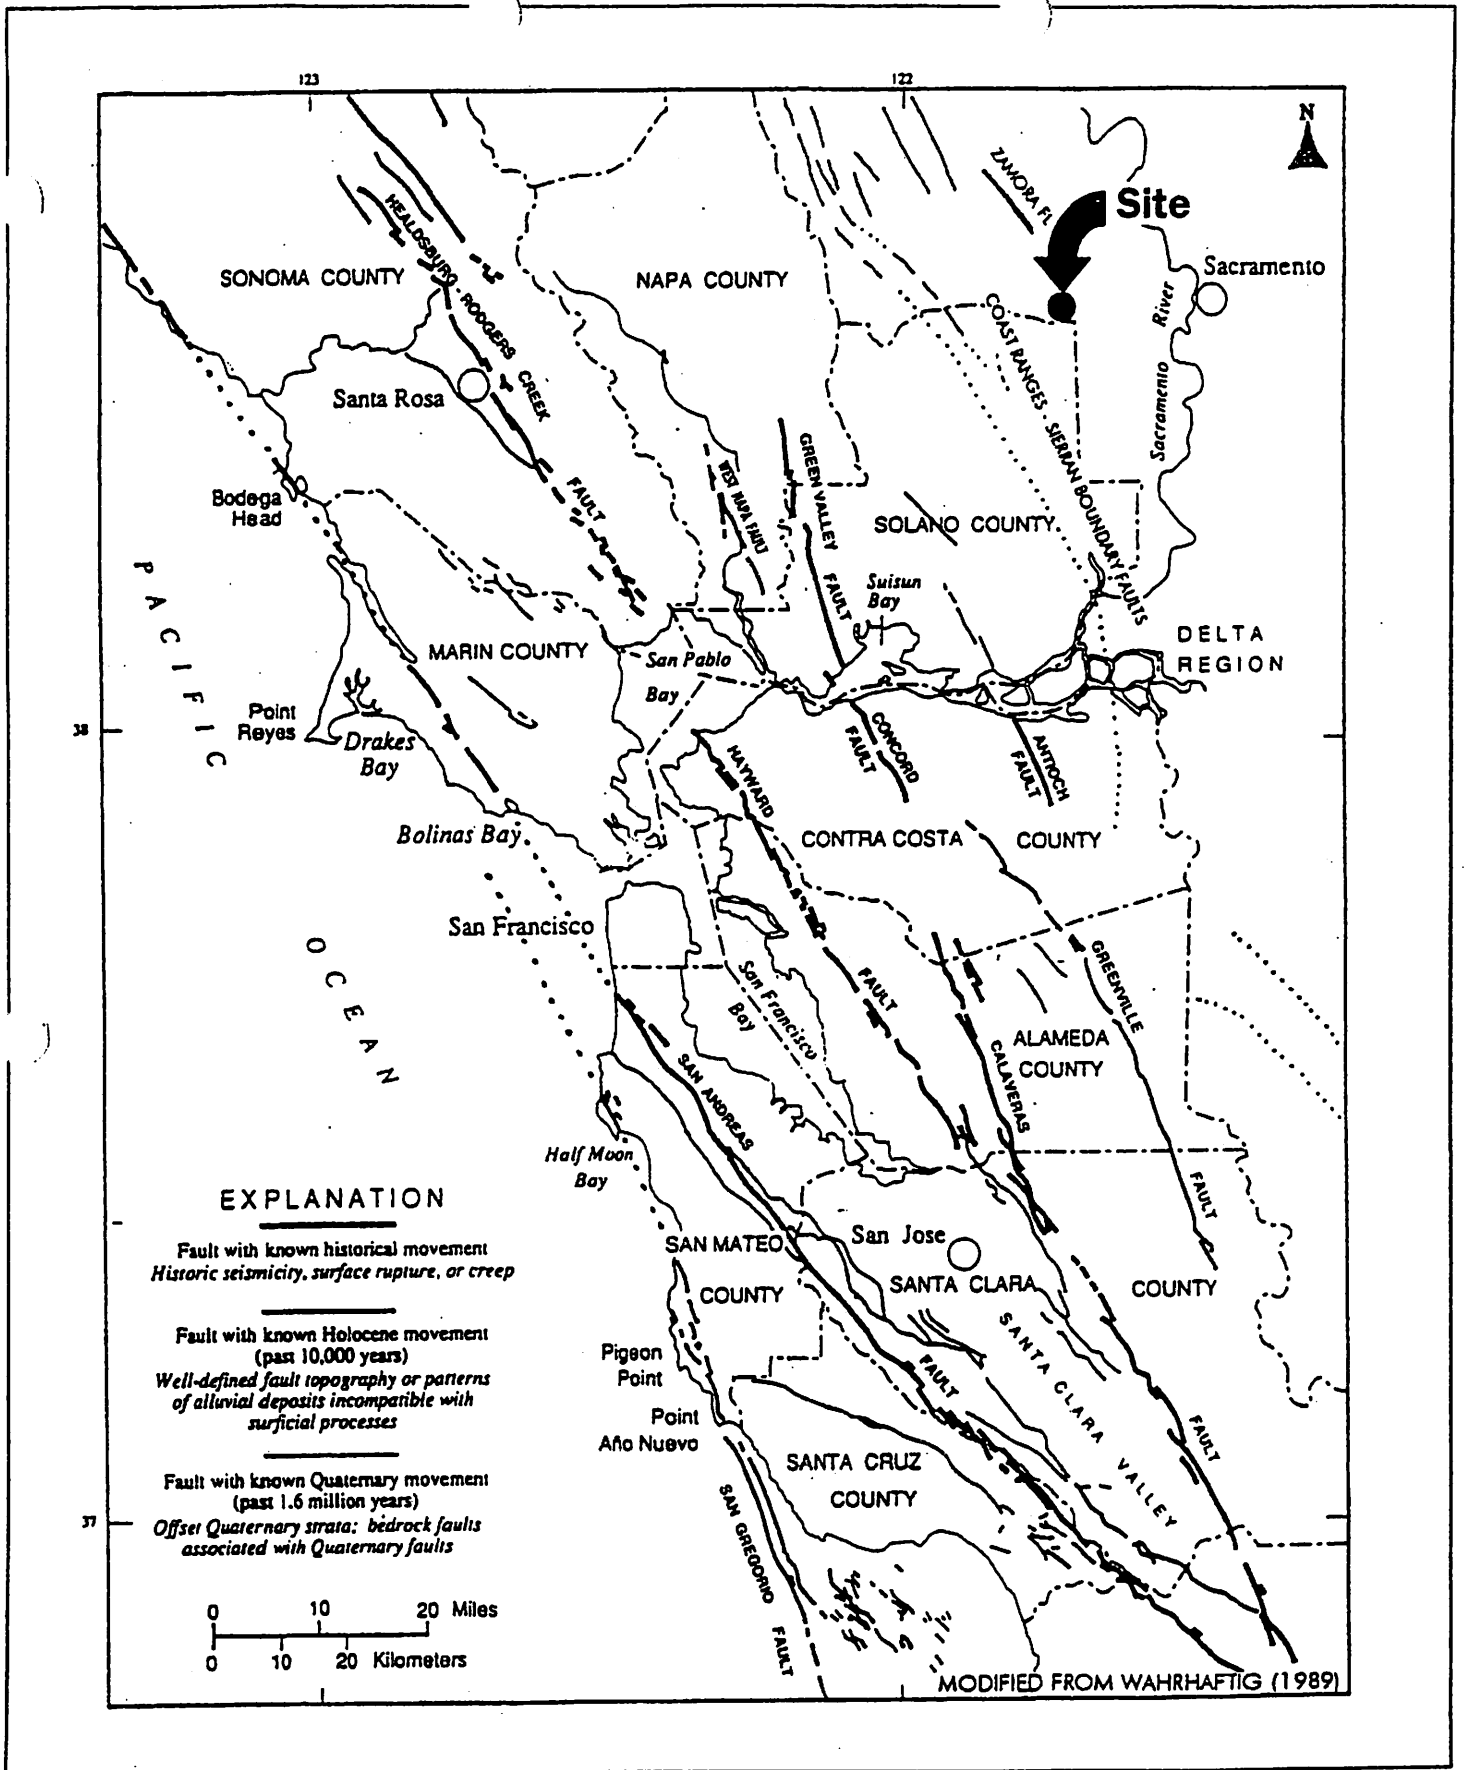 123
122
N
ZAMORA FL
Site
Sacramento
HEALDSBURG - RODGERS CREEK
FAULT
SONOMA COUNTY
NAPA COUNTY
COAST RANGES - SIERRAN BOUNDARY FAULTS
Sacramento River
Santa Rosa
WEST NAPA FAULT
GREEN VALLEY
FAULT
SOLANO COUNTY
Bodega
Head
Suisun
Bay
PACIFIC
OCEAN
MARIN COUNTY
San Pablo
Bay
DELTA
REGION
Point
Reyes
Drakes
Bay
38
HAYWARD
FAULT
CONCORD
FAULT
ANTIOCH
FAULT
Bolinas Bay
CONTRA COSTA COUNTY
San Francisco
San Francisco
Bay
GREENVILLE
FAULT
ALAMEDA
COUNTY
CALAVERAS
FAULT
SAN ANDREAS
FAULT
Half Moon
Bay
San Jose
SAN MATEO
COUNTY
SANTA CLARA COUNTY
SANTA CLARA VALLEY
Pigeon
Point
Point
Año Nuevo
SANTA CRUZ
COUNTY
37
SAN GREGORIO FAULT
EXPLANATION
Fault with known historical movement
Historic seismicity, surface rupture, or creep
Fault with known Holocene movement
(past 10,000 years)
Well-defined fault topography or patterns
of alluvial deposits incompatible with
surficial processes
Fault with known Quaternary movement
(past 1.6 million years)
Offset Quaternary strata; bedrock faults
associated with Quaternary faults
0 10 20 Miles
0 10 20 Kilometers
MODIFIED FROM WAHRHAFTIG (1989)